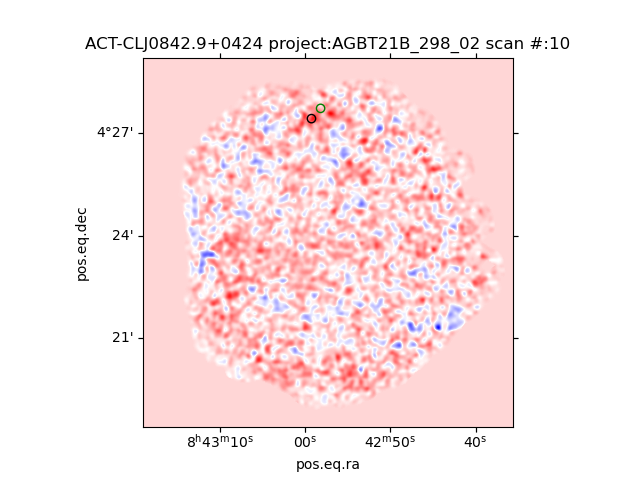 ACT-CLJ0842.9+0424 project:AGBT21B_298_02 scan #:10
4°27'
24'
21'
pos.eq.dec
8ʰ43ᵐ10ˢ 00ˢ 42ᵐ50ˢ 40ˢ
pos.eq.ra